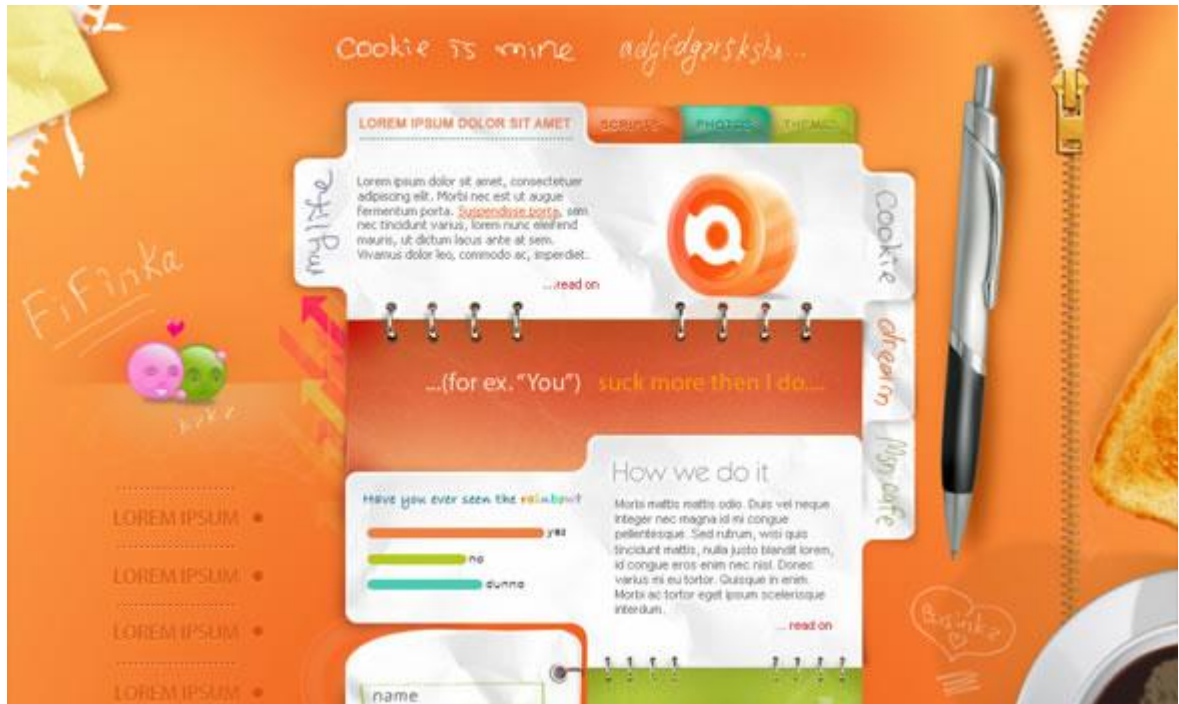 Cookie is mine
LOREM IPSUM DOLOR SIT AMET
SCRIPTS
PHOTOS
THEMES
my life
Lorem ipsum dolor sit amet, consectetuer
adipiscing elit. Morbi nec est ut augue
fermentum porta. Suspendisse porta, sem
nec tincidunt varius, lorem nunc eleifend
mauris, ut dictum lacus ante at sem.
Vivamus dolor leo, commodo ac, imperdiet.
...read on
Cookie
FiFinka
...(for ex. "You") suck more then I do....
How we do it
Morbi mattis mattis odio. Duis vel neque
Integer nec magna id mi congue
pellentesque. Sed rutrum, wisi quis
tincidunt mattis, nulla justo blandit lorem,
id congue eros enim nec nisl. Donec
varius mi eu tortor. Quisque in enim.
Morbi ac tortor eget ipsum scelerisque
interdum.
... read on
Have you ever seen the rainbow?
yes
no
dunno
LOREM IPSUM
LOREM IPSUM
LOREM IPSUM
LOREM IPSUM
name